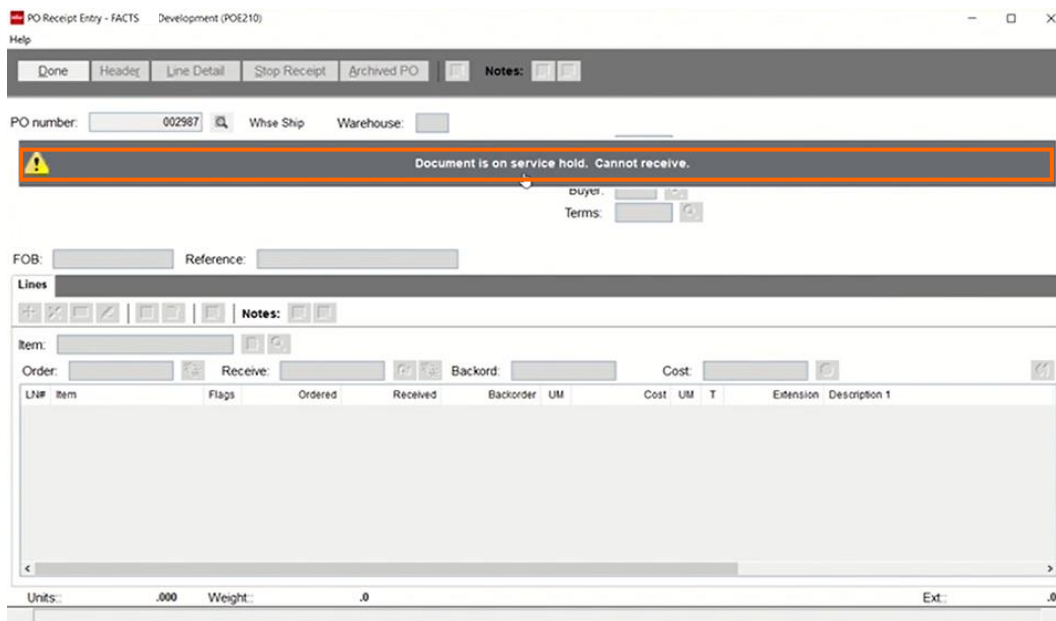 PO Receipt Entry - FACTS Development (POE210)
Help
Done Header Line Detail Stop Receipt Archived PO Notes:
PO number: 002987 Whse Ship Warehouse:
Document is on service hold. Cannot receive.
Buyer:
Terms:
FOB: Reference:
Lines
Notes:
Item:
Order: Receive: Backord: Cost:
LN# Item Flags Ordered Received Backorder UM Cost UM T Extension Description 1
Units:: .000 Weight:: .0 Ext:: .0